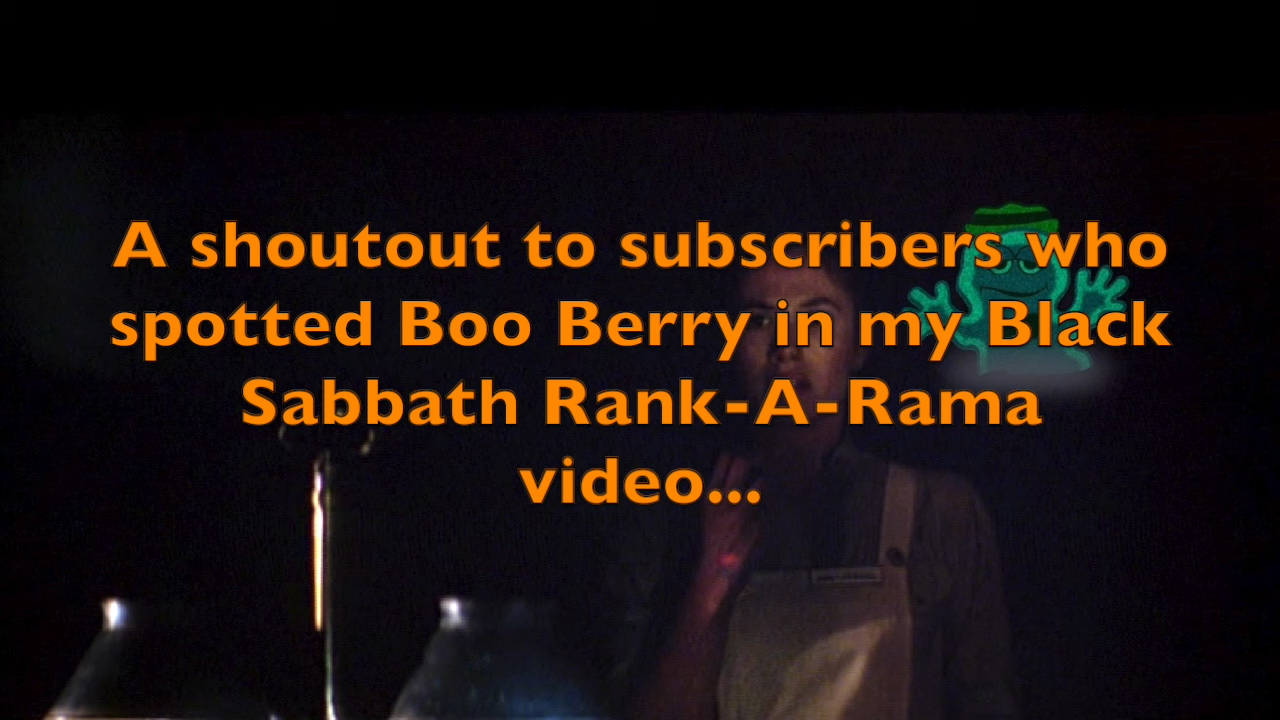 A shoutout to subscribers who
spotted Boo Berry in my Black
Sabbath Rank-A-Rama
video...